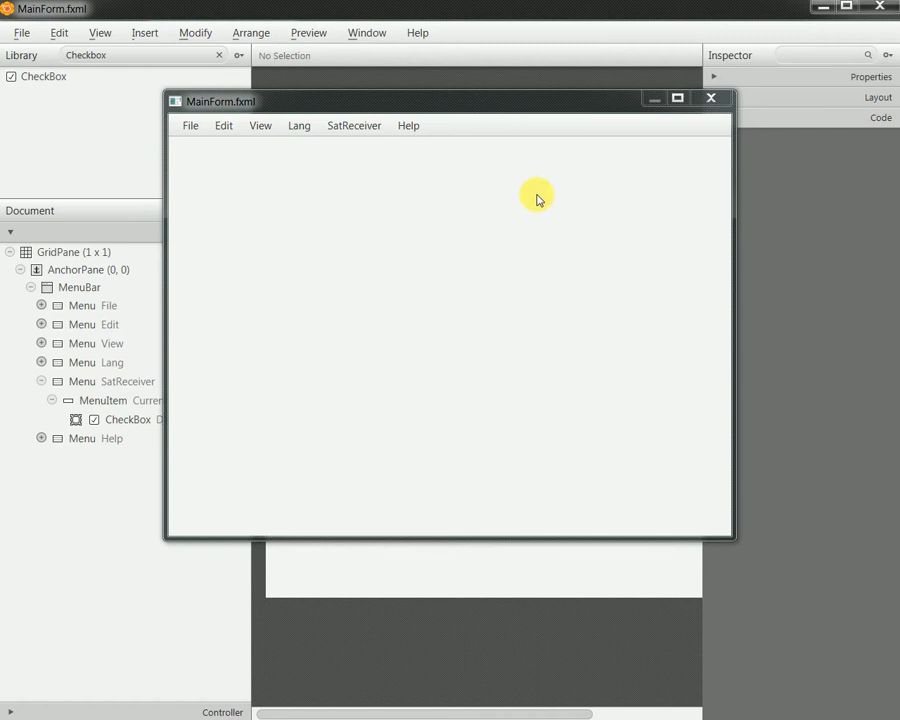 MainForm.fxml
File Edit View Insert Modify Arrange Preview Window Help
Library Checkbox No Selection Inspector
CheckBox
Properties
Layout
Code
MainForm.fxml
File Edit View Lang SatReceiver Help
Document
GridPane (1 x 1)
AnchorPane (0, 0)
MenuBar
Menu File
Menu Edit
Menu View
Menu Lang
Menu SatReceiver
MenuItem Curren
CheckBox D
Menu Help
Controller